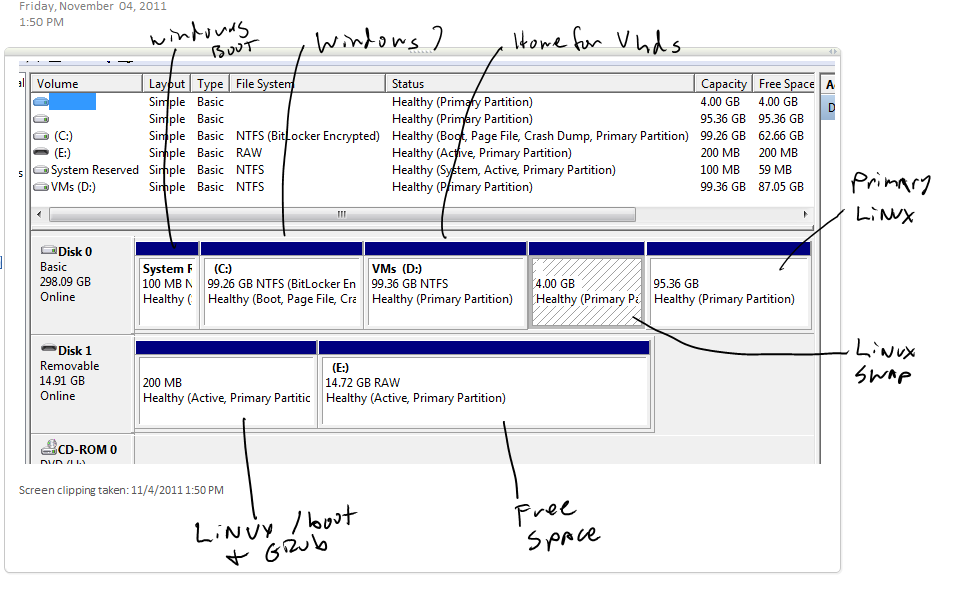 Friday, November 04, 2011
1:50 PM
windows BOOT
Windows 7
Home for Vhds
Volume Layout Type File System Status Capacity Free Space
Simple Basic Healthy (Primary Partition) 4.00 GB 4.00 GB
Simple Basic Healthy (Primary Partition) 95.36 GB 95.36 GB
(C:) Simple Basic NTFS (BitLocker Encrypted) Healthy (Boot, Page File, Crash Dump, Primary Partition) 99.26 GB 62.66 GB
(E:) Simple Basic RAW Healthy (Active, Primary Partition) 200 MB 200 MB
System Reserved Simple Basic NTFS Healthy (System, Active, Primary Partition) 100 MB 59 MB
VMs (D:) Simple Basic NTFS Healthy (Primary Partition) 99.36 GB 87.05 GB
Primary
LiNUX
Disk 0
Basic
298.09 GB
Online
System R
100 MB N
Healthy (
(C:)
99.26 GB NTFS (BitLocker En
Healthy (Boot, Page File, Cra
VMs (D:)
99.36 GB NTFS
Healthy (Primary Partition)
4.00 GB
Healthy (Primary Pa
95.36 GB
Healthy (Primary Partition)
LiNUX
SWAP
Disk 1
Removable
14.91 GB
Online
200 MB
Healthy (Active, Primary Partitic
(E:)
14.72 GB RAW
Healthy (Active, Primary Partition)
CD-ROM 0
Screen clipping taken: 11/4/2011 1:50 PM
LiNUX /boot
+ GRub
Free
Space